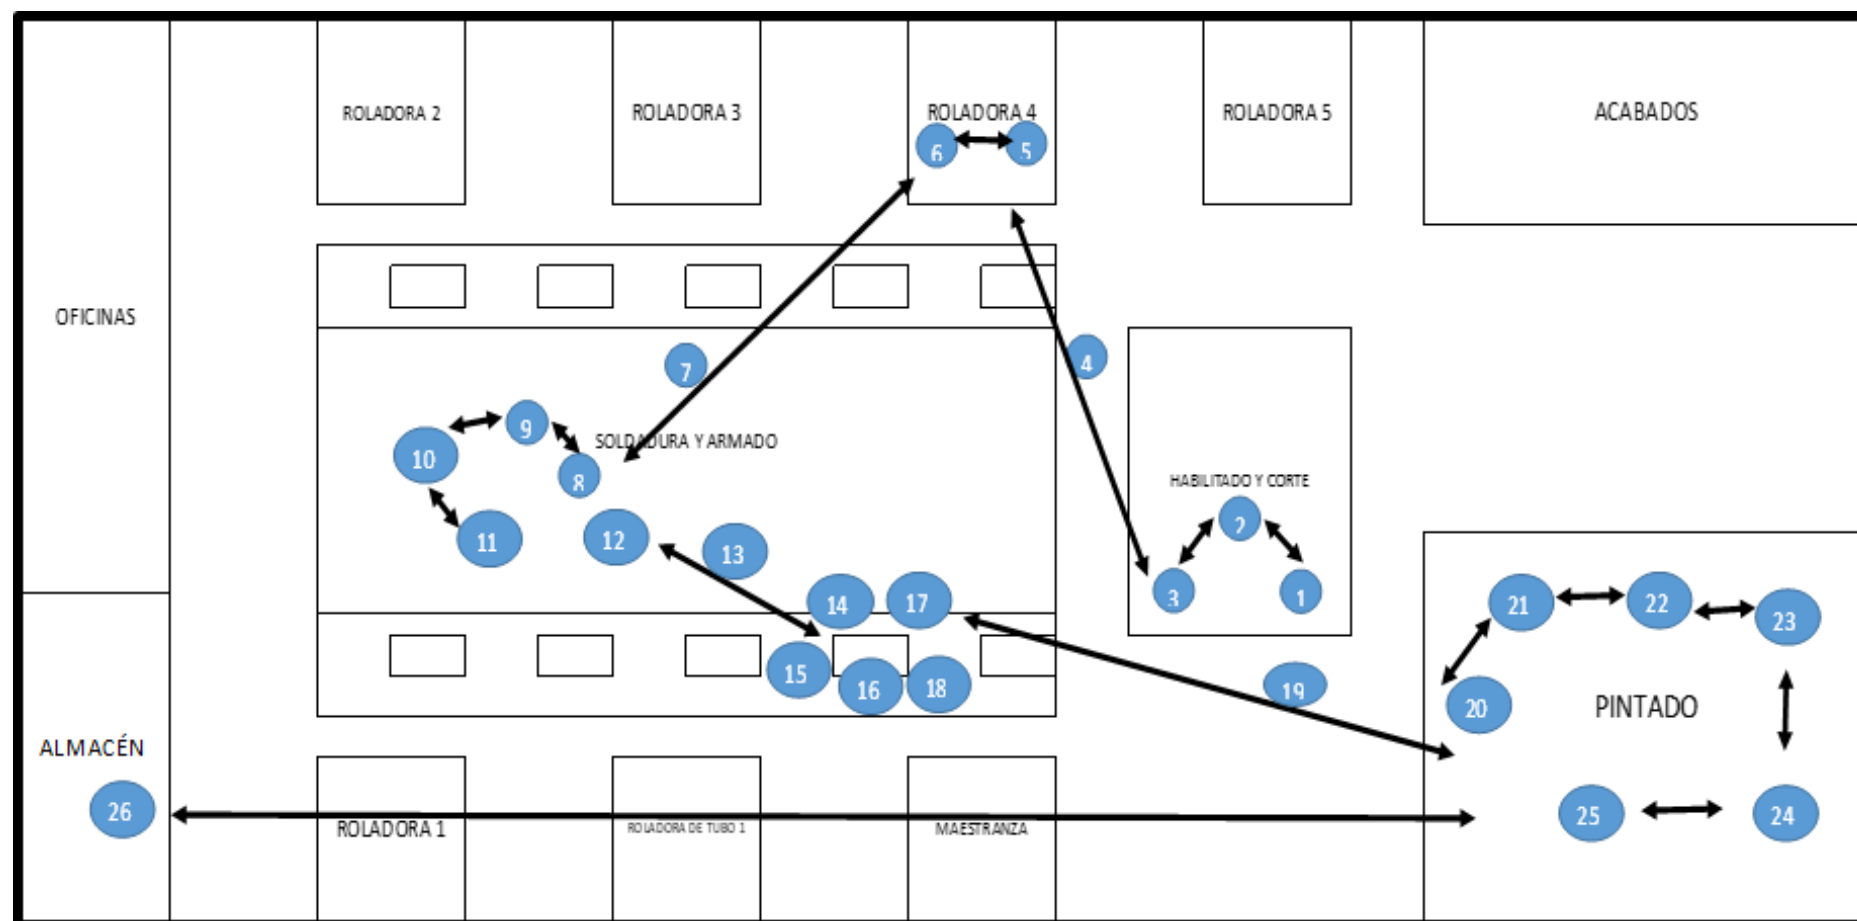 ROLADORA 2
ROLADORA 3
ROLADORA 4
ROLADORA 5
ACABADOS
6
5
OFICINAS
7
4
9
SOLDADURA Y ARMADO
10
8
HABILITADO Y CORTE
2
11
12
13
14
17
3
1
21
22
23
15
16
18
19
20
PINTADO
ALMACÉN
26
25
24
ROLADORA 1
ROLADORA DE TUBO 1
MAESTRANZA